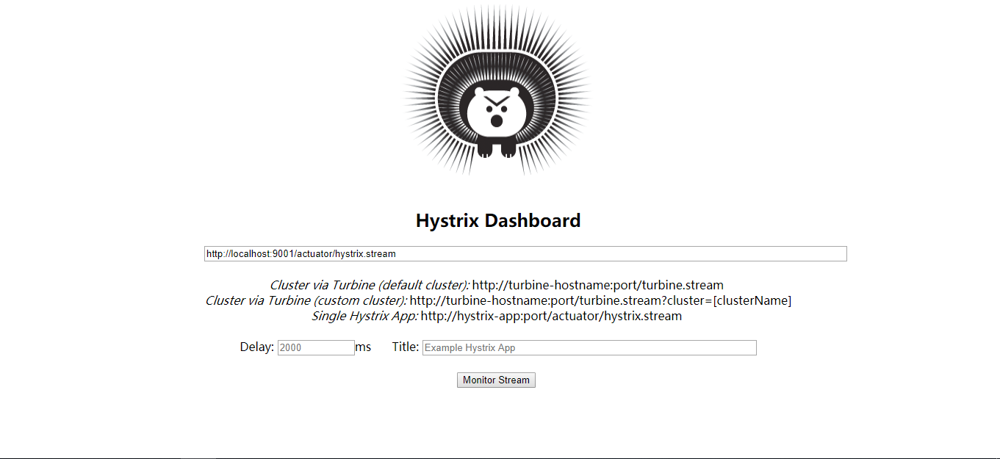 Hystrix Dashboard
http://localhost:9001/actuator/hystrix.stream
Cluster via Turbine (default cluster): http://turbine-hostname:port/turbine.stream
Cluster via Turbine (custom cluster): http://turbine-hostname:port/turbine.stream?cluster=[clusterName]
Single Hystrix App: http://hystrix-app:port/actuator/hystrix.stream
Delay: 2000 ms Title: Example Hystrix App
Monitor Stream